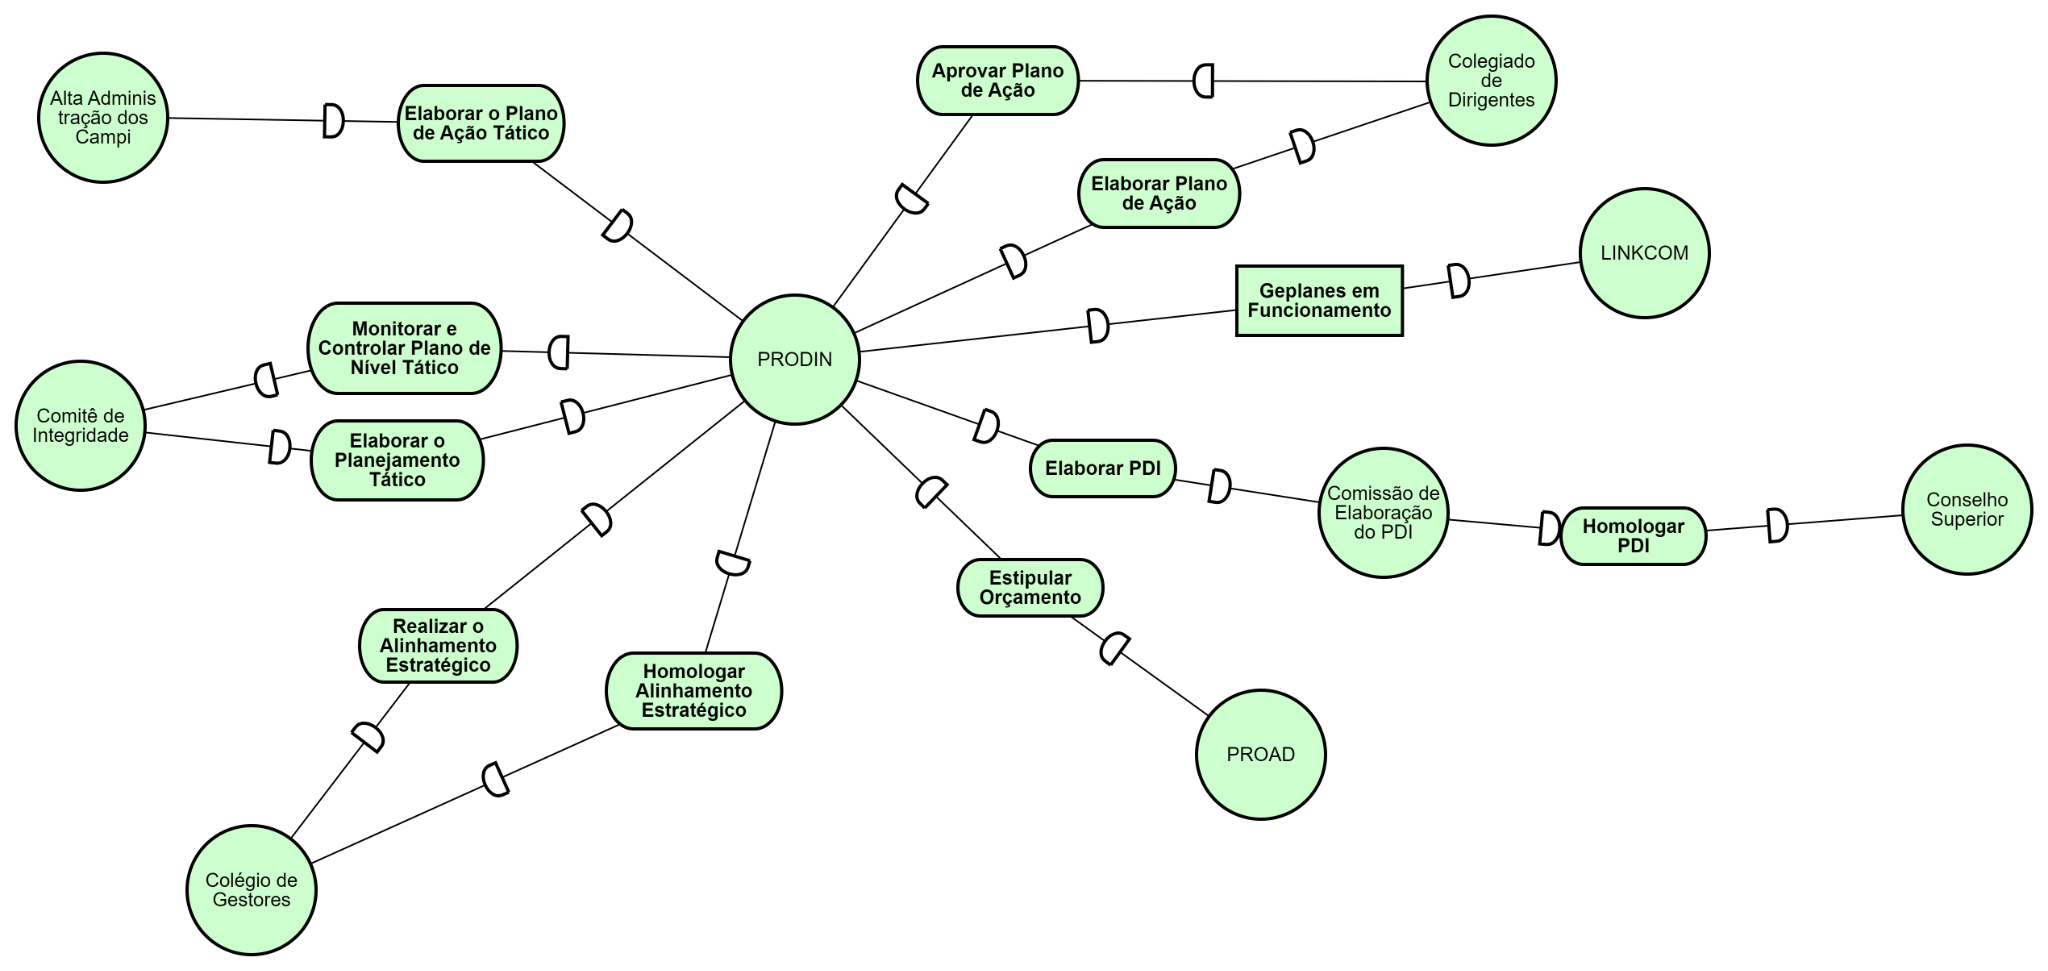 Alta Adminis
tração dos
Campi
Elaborar o Plano
de Ação Tático
Aprovar Plano
de Ação
Colegiado
de
Dirigentes
Elaborar Plano
de Ação
LINKCOM
Geplanes em
Funcionamento
Monitorar e
Controlar Plano de
Nível Tático
PRODIN
Comitê de
Integridade
Elaborar o
Planejamento
Tático
Elaborar PDI
Comissão de
Elaboração
do PDI
Homologar
PDI
Conselho
Superior
Estipular
Orçamento
Realizar o
Alinhamento
Estratégico
Homologar
Alinhamento
Estratégico
PROAD
Colégio de
Gestores